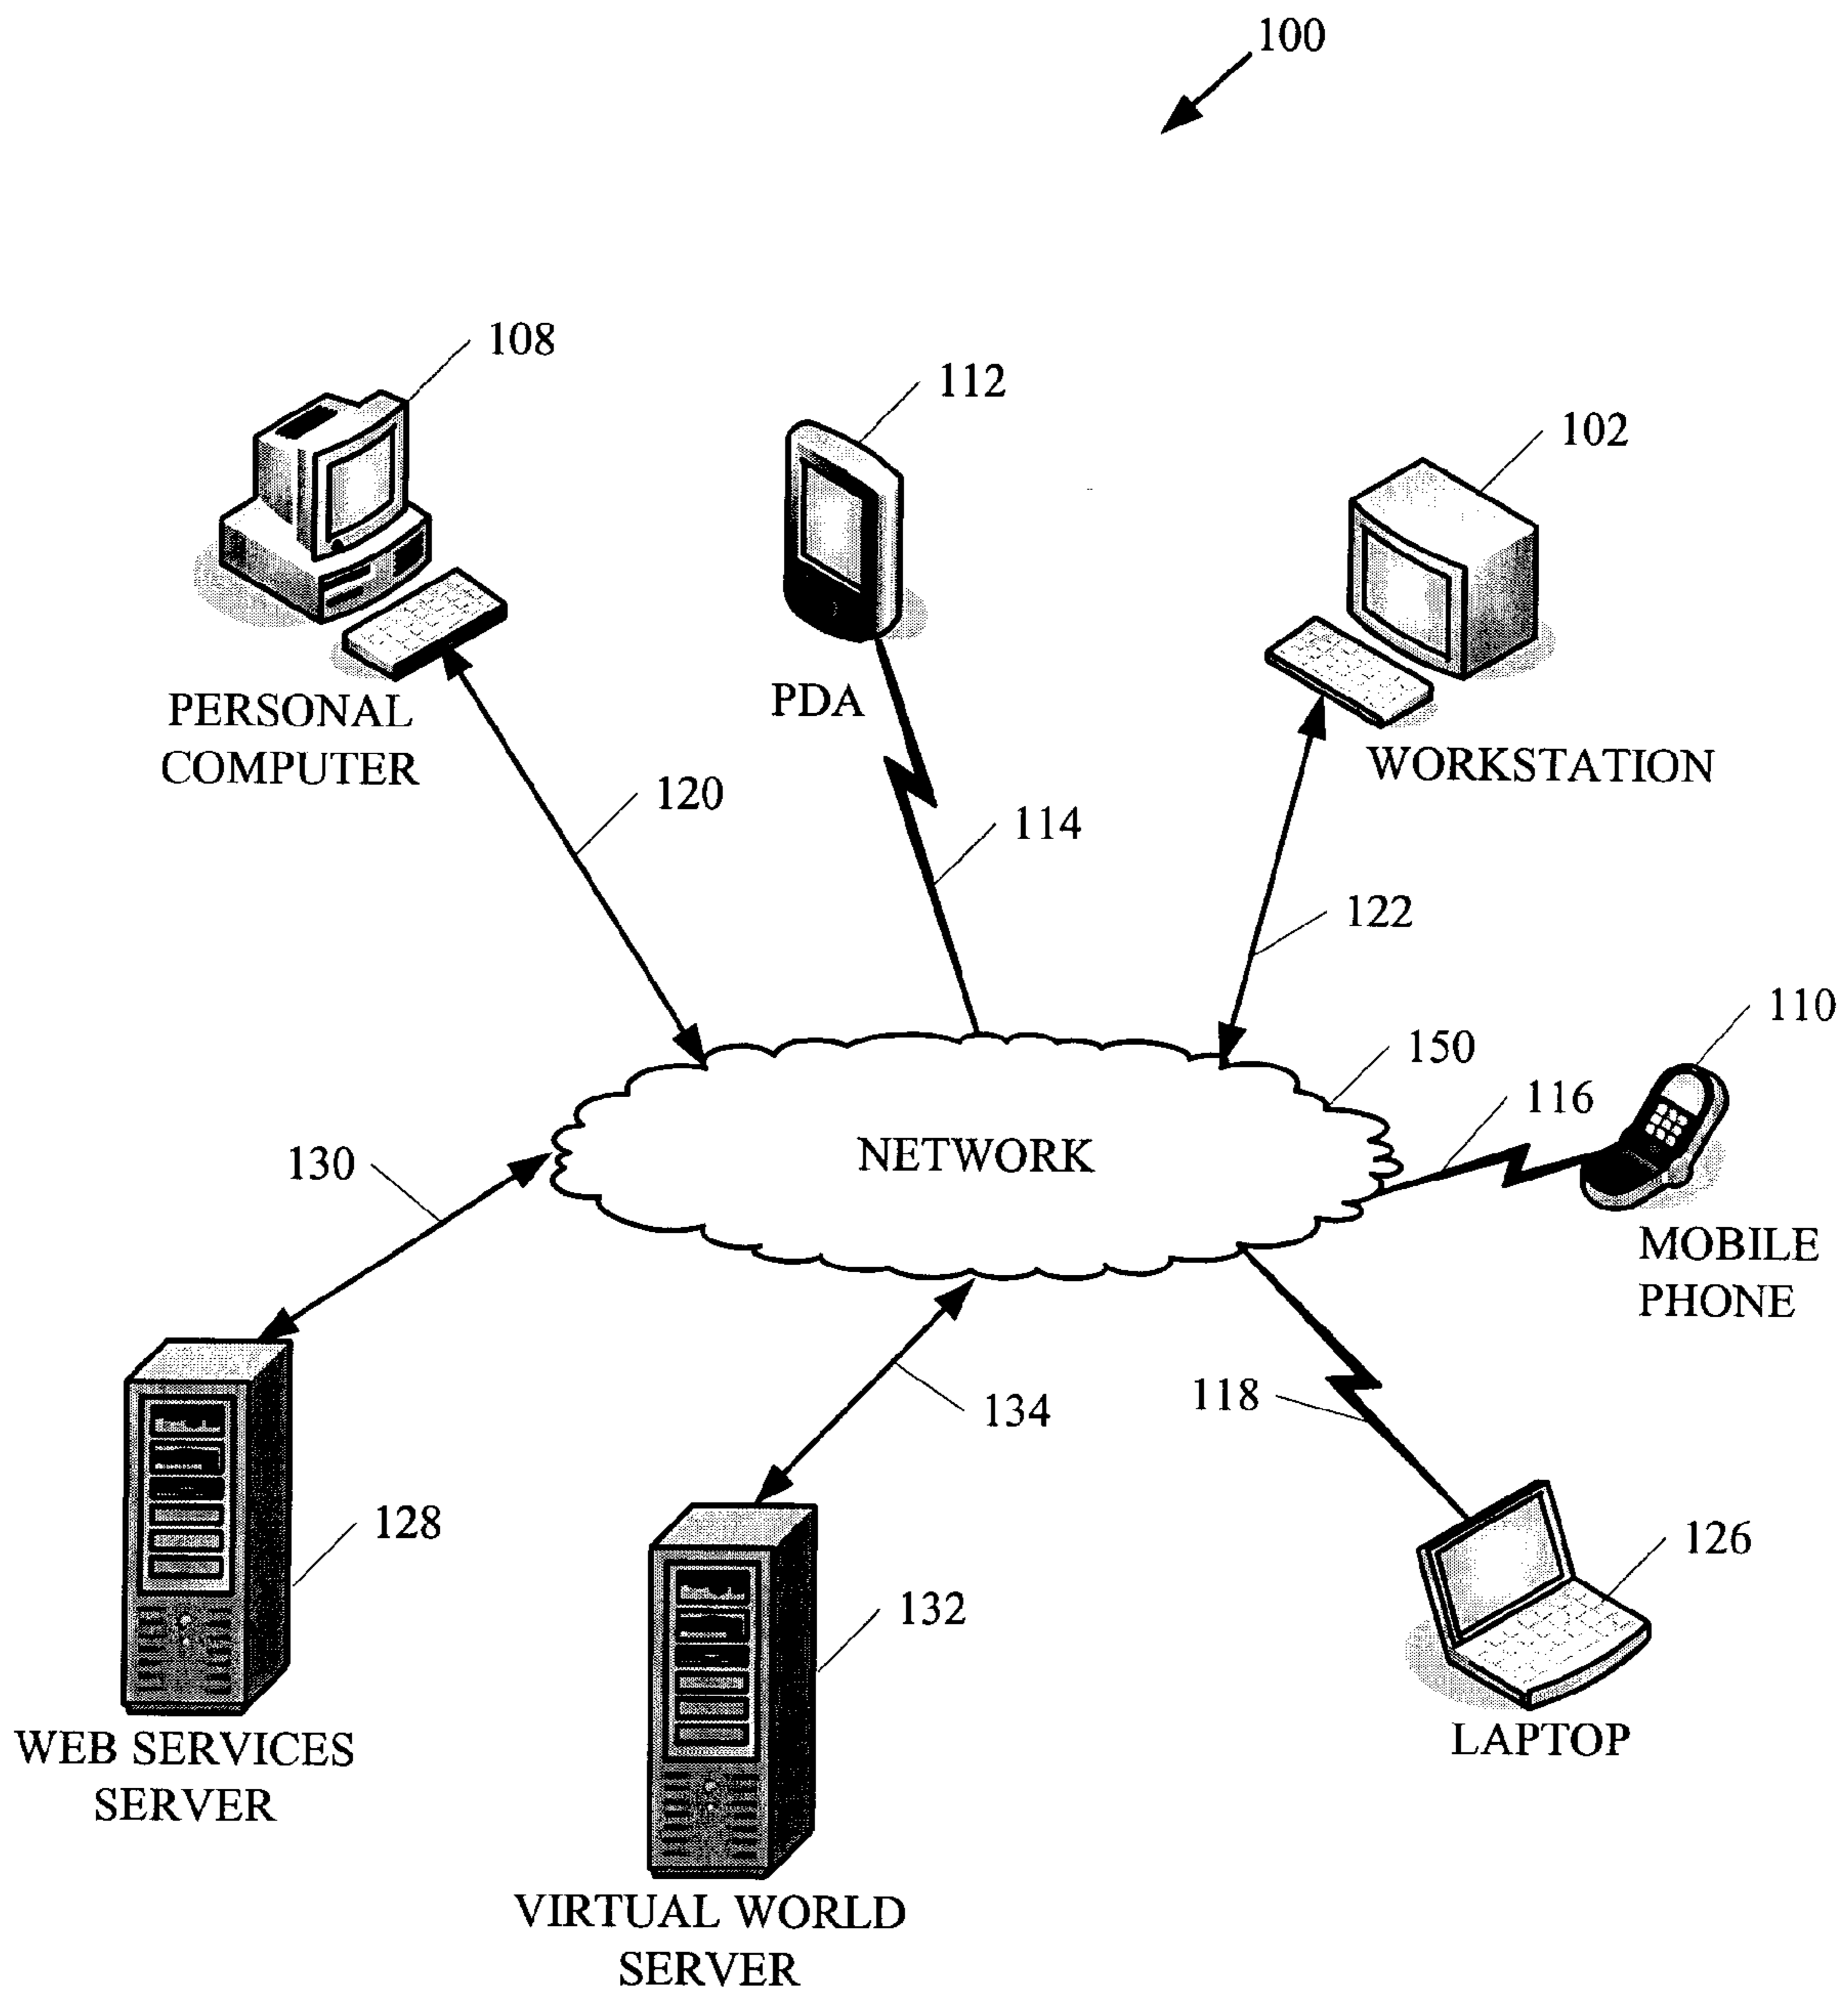 100
108
112
102
PERSONAL
COMPUTER
PDA
WORKSTATION
120
114
122
110
150
116
NETWORK
130
MOBILE
PHONE
134
118
128
126
132
WEB SERVICES
SERVER
LAPTOP
VIRTUAL WORLD
SERVER